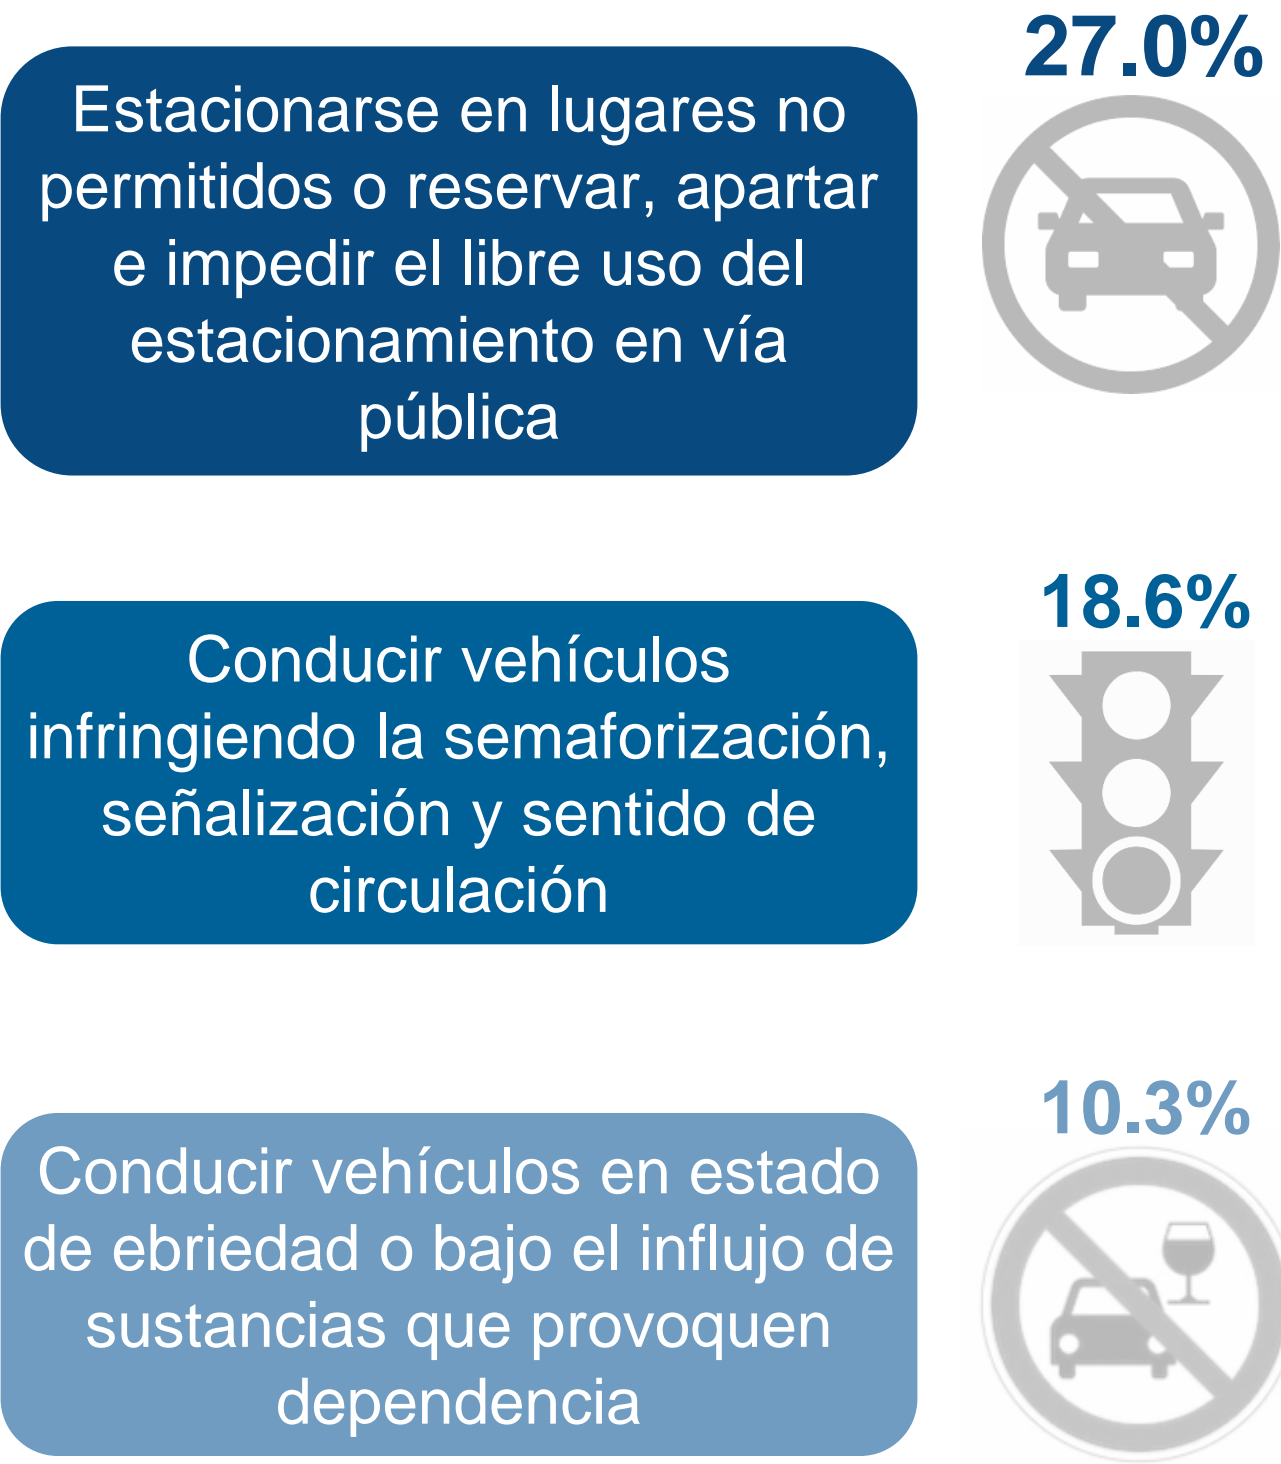 27.0%
Estacionarse en lugares no
permitidos o reservar, apartar
e impedir el libre uso del
estacionamiento en vía
pública
18.6%
Conducir vehículos
infringiendo la semaforización,
señalización y sentido de
circulación
10.3%
Conducir vehículos en estado
de ebriedad o bajo el influjo de
sustancias que provoquen
dependencia